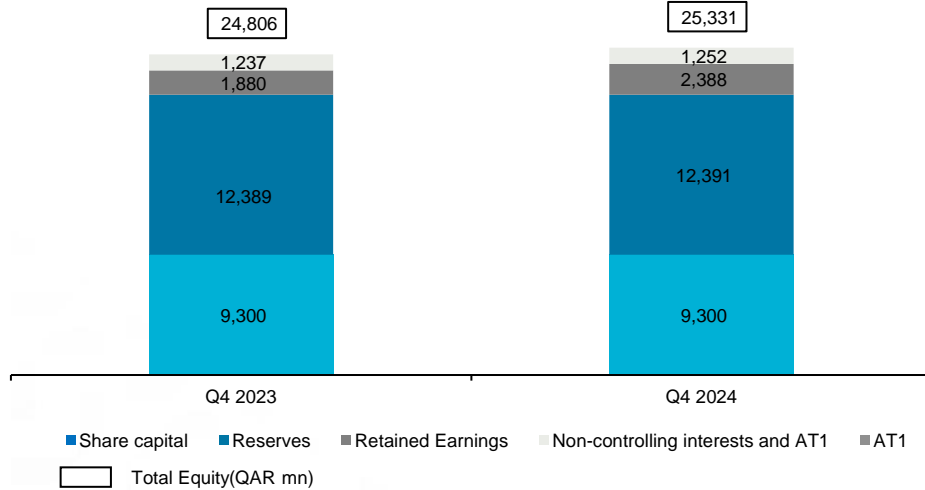 24,806
25,331
1,237
1,252
1,880
2,388
12,389
12,391
9,300
9,300
Q4 2023
Q4 2024
Share capital Reserves Retained Earnings Non-controlling interests and AT1 AT1
Total Equity(QAR mn)